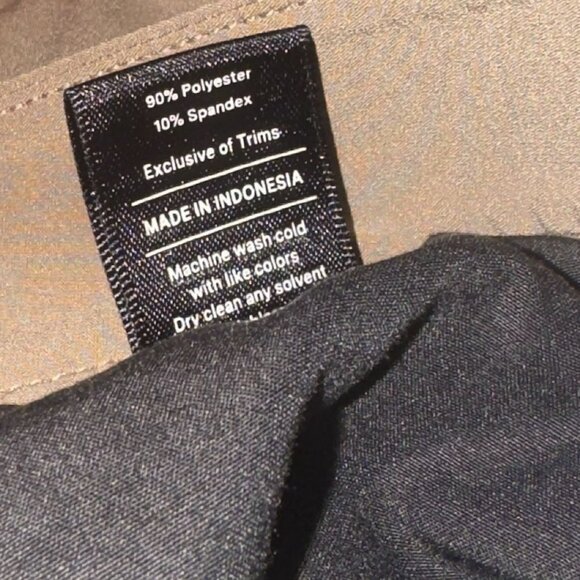 90% Polyester
10% Spandex
Exclusive of Trims
MADE IN INDONESIA
Machine wash cold
with like colors
Dry clean any solvent